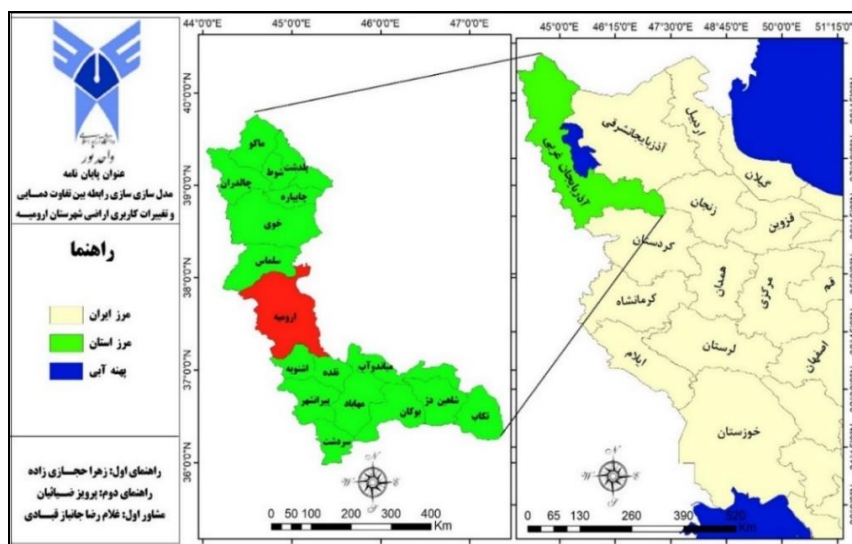 عنوان پایان نامه
مدل سازی سازی رابطه بین تفاوت دمایی
و تغییرات کاربری اراضی شهرستان ارومیه
راهنما
مرز ایران
مرز استان
پهنه آبی
راهنمای اول: زهرا حجازی زاده
راهنمای دوم: پرویز ضیائیان
مشاور اول: غلام رضا جانباز قبادی
44°0'0"E 45°0'0"E 46°0'0"E 47°0'0"E
40°0'0"N
39°0'0"N
38°0'0"N
37°0'0"N
36°0'0"N
ماکو
پلدشت
شوط
چالدران
چایپاره
خوی
سلماس
ارومیه
اشنویه
نقده
میاندوآب
پیرانشهر
مهاباد
بوکان
شاهین دژ
تکاب
سردشت
N
W
E
S
0 50 100 200 300 400
Km
45°0'0"E 46°15'0"E 47°30'0"E 48°45'0"E 50°0'0"E 51°15'
آذربایجان غربی
آذربایجان شرقی
اردبیل
گیلان
زنجان
قزوین
کردستان
همدان
مرکزی
قم
کرمانشاه
لرستان
اصفهان
ایلام
خوزستان
N
W
E
S
0 65 130 260 390 520
Km